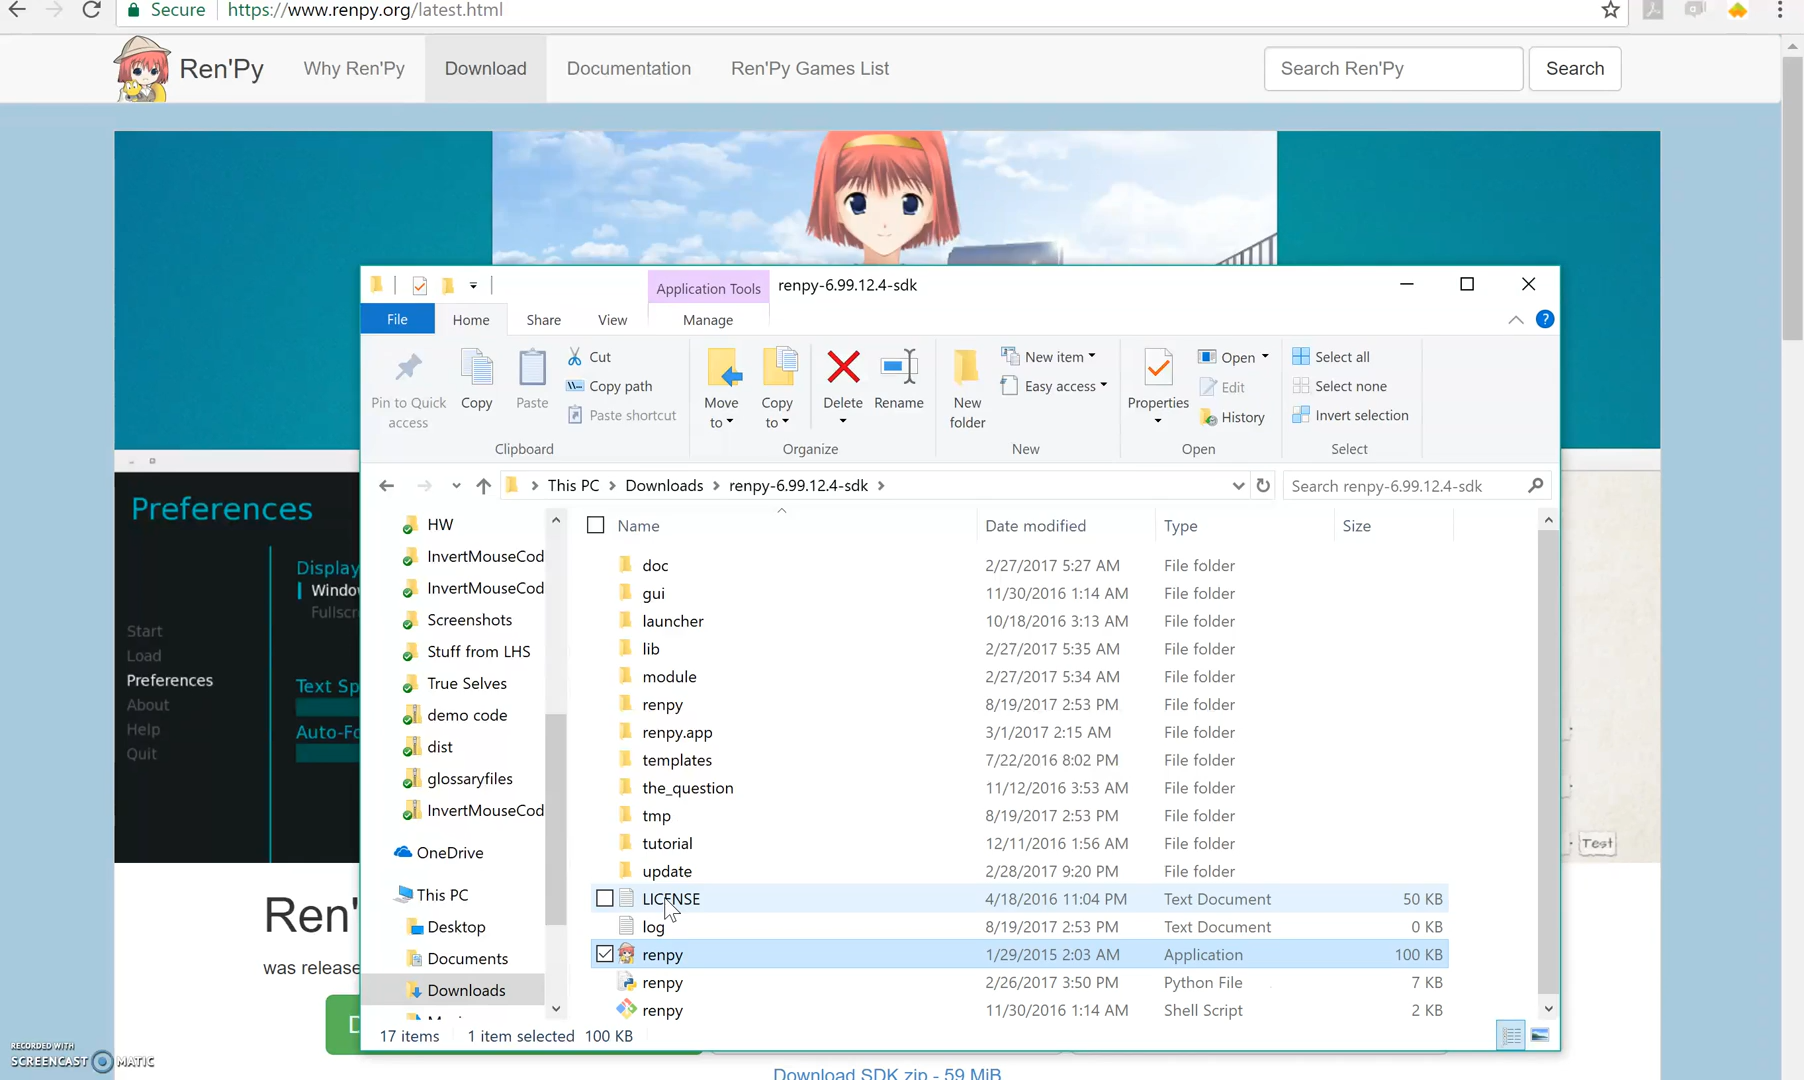 Secure https://www.renpy.org/latest.html
Ren'Py Why Ren'Py Download Documentation Ren'Py Games List Search Ren'Py Search
Application Tools renpy-6.99.12.4-sdk
File Home Share View Manage
Pin to Quick access
Copy
Paste
Cut
Copy path
Paste shortcut
Clipboard
Move to
Copy to
Delete
Rename
Organize
New folder
New item
Easy access
New
Properties
Open
Edit
History
Open
Select all
Select none
Invert selection
Select
This PC Downloads renpy-6.99.12.4-sdk Search renpy-6.99.12.4-sdk
HW
InvertMouseCod
InvertMouseCod
Screenshots
Stuff from LHS
True Selves
demo code
dist
glossaryfiles
InvertMouseCod
OneDrive
This PC
Desktop
Documents
Downloads
Name Date modified Type Size
doc 2/27/2017 5:27 AM File folder
gui 11/30/2016 1:14 AM File folder
launcher 10/18/2016 3:13 AM File folder
lib 2/27/2017 5:35 AM File folder
module 2/27/2017 5:34 AM File folder
renpy 8/19/2017 2:53 PM File folder
renpy.app 3/1/2017 2:15 AM File folder
templates 7/22/2016 8:02 PM File folder
the_question 11/12/2016 3:53 AM File folder
tmp 8/19/2017 2:53 PM File folder
tutorial 12/11/2016 1:56 AM File folder
update 2/28/2017 9:20 PM File folder
LICENSE 4/18/2016 11:04 PM Text Document 50 KB
log 8/19/2017 2:53 PM Text Document 0 KB
renpy 1/29/2015 2:03 AM Application 100 KB
renpy 2/26/2017 3:50 PM Python File 7 KB
renpy 11/30/2016 1:14 AM Shell Script 2 KB
17 items 1 item selected 100 KB
Preferences
Display
Windo
Fullscr
Start
Load
Preferences
About
Help
Quit
Text Sp
Auto-Fo
Test
Ren'
was release
D
Download SDK zip - 59 MiB
RECORDED WITH
SCREENCAST MATIC